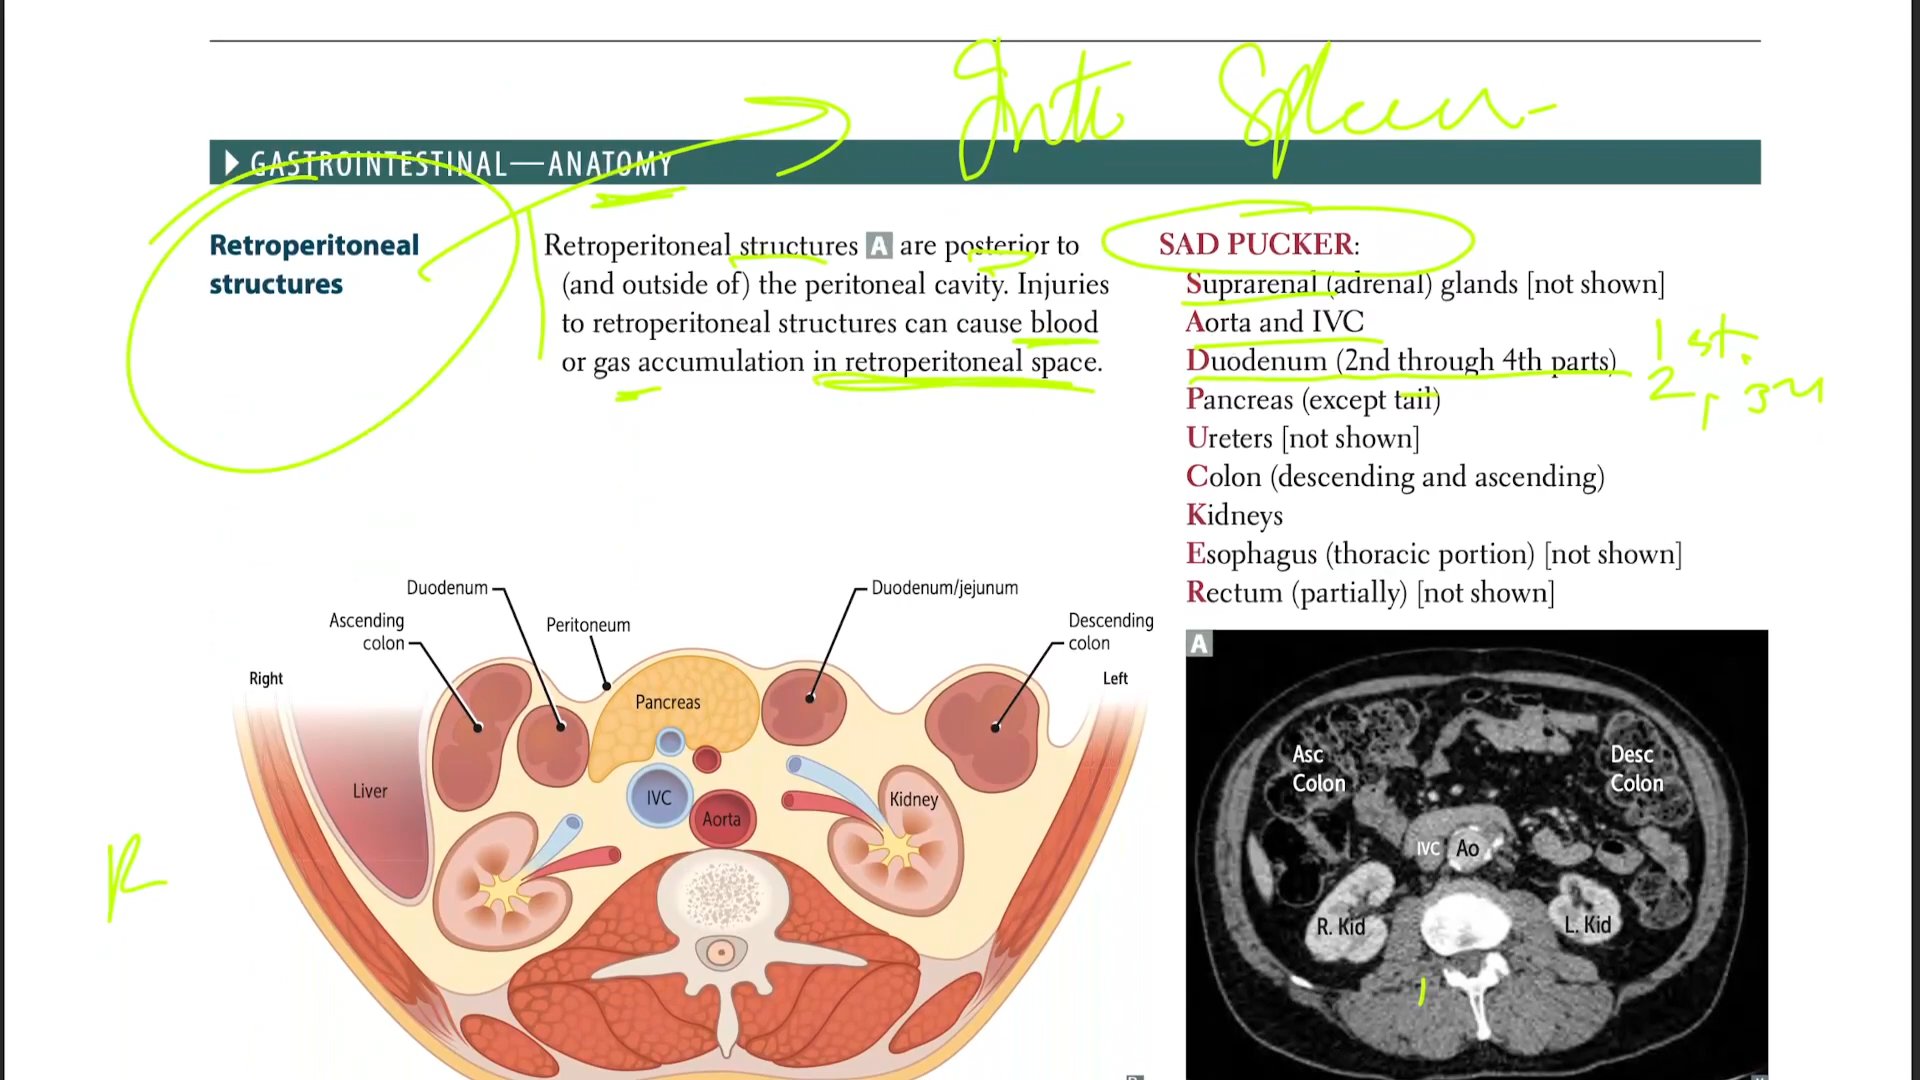 Spleen
▶ GASTROINTESTINAL—ANATOMY
Retroperitoneal
structures
Retroperitoneal structures A are posterior to
(and outside of) the peritoneal cavity. Injuries
to retroperitoneal structures can cause blood
or gas accumulation in retroperitoneal space.
SAD PUCKER:
Suprarenal (adrenal) glands [not shown]
Aorta and IVC
Duodenum (2nd through 4th parts)
Pancreas (except tail)
Ureters [not shown]
Colon (descending and ascending)
Kidneys
Esophagus (thoracic portion) [not shown]
Rectum (partially) [not shown]
1st.
2, 34
Duodenum
Duodenum/jejunum
Ascending
colon
Peritoneum
Descending
colon
Right
Left
Pancreas
Liver
IVC
Aorta
Kidney
R
A
Asc
Colon
Desc
Colon
IVC
Ao
R. Kid
L. Kid